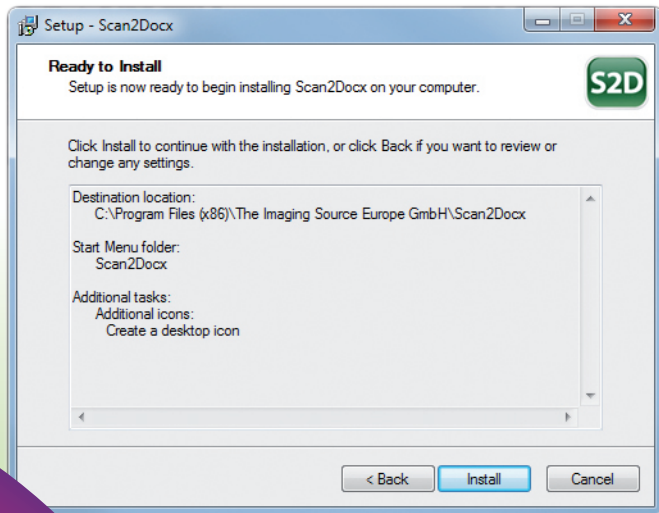 Setup - Scan2Docx
Ready to Install
Setup is now ready to begin installing Scan2Docx on your computer.
S2D
Click Install to continue with the installation, or click Back if you want to review or
change any settings.
Destination location:
C:\Program Files (x86)\The Imaging Source Europe GmbH\Scan2Docx
Start Menu folder:
Scan2Docx
Additional tasks:
Additional icons:
Create a desktop icon
< Back Install Cancel